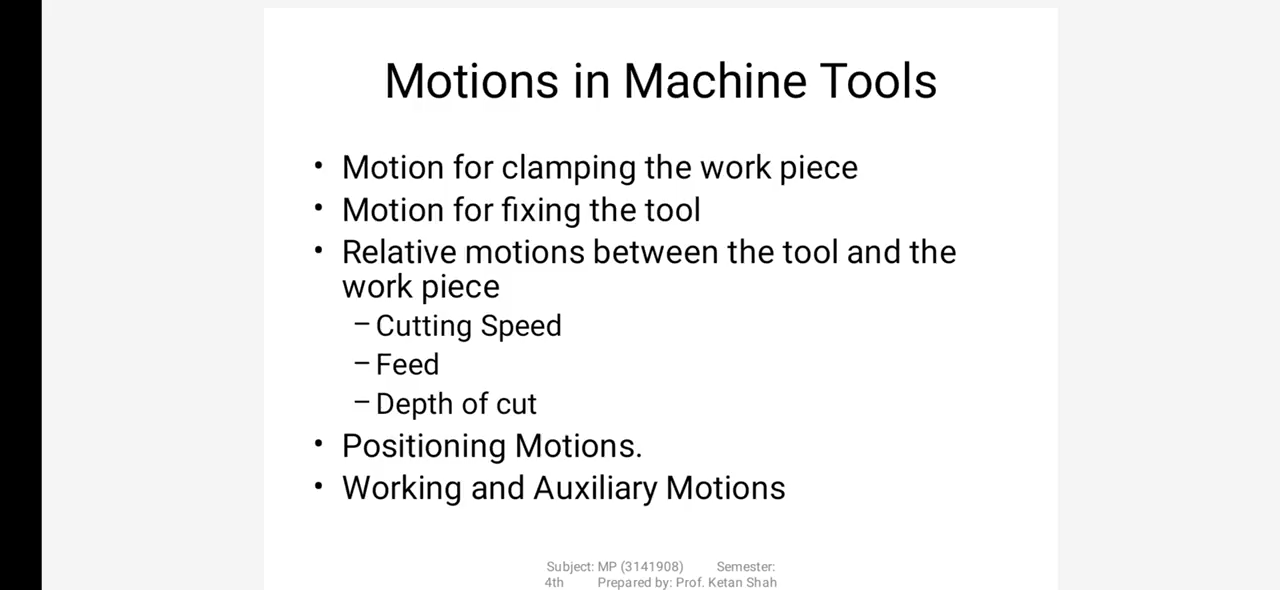 Motions in Machine Tools
• Motion for clamping the work piece
• Motion for fixing the tool
• Relative motions between the tool and the
work piece
– Cutting Speed
– Feed
– Depth of cut
• Positioning Motions.
• Working and Auxiliary Motions
Subject: MP (3141908) Semester:
4th Prepared by: Prof. Ketan Shah